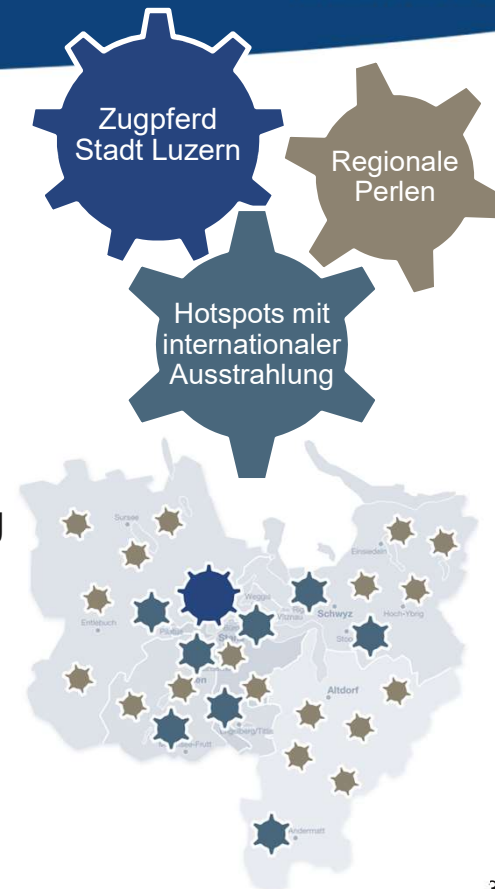 Zugpferd
Stadt Luzern
Regionale
Perlen
Hotspots mit
internationaler
Ausstrahlung
g
Sursee
Einsiedeln
Weggis
Vitznau
Schwyz
Hoch-Ybrig
Entlebuch
Altdorf
Andermatt